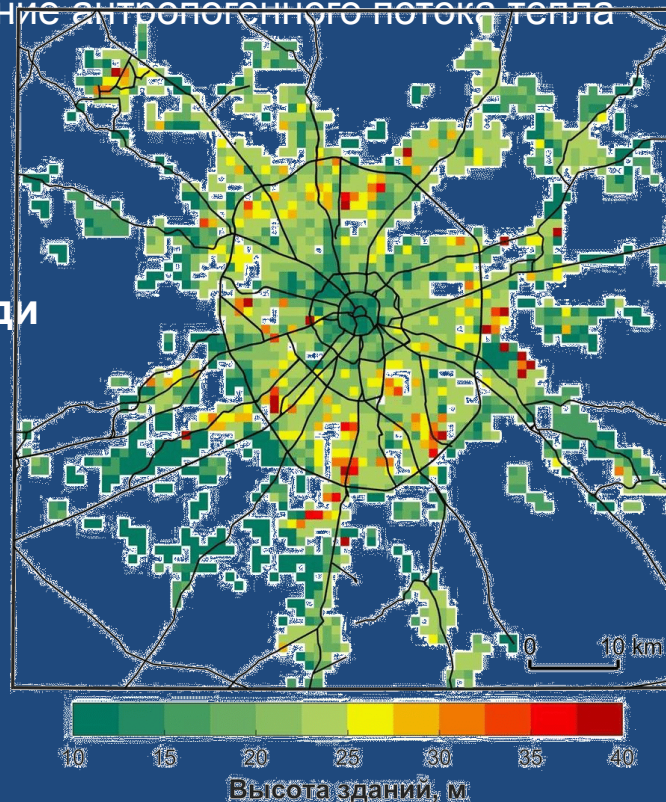 ние антропогенного потока тепла
ди
0 10 km
10 15 20 25 30 35 40
Высота зданий, м